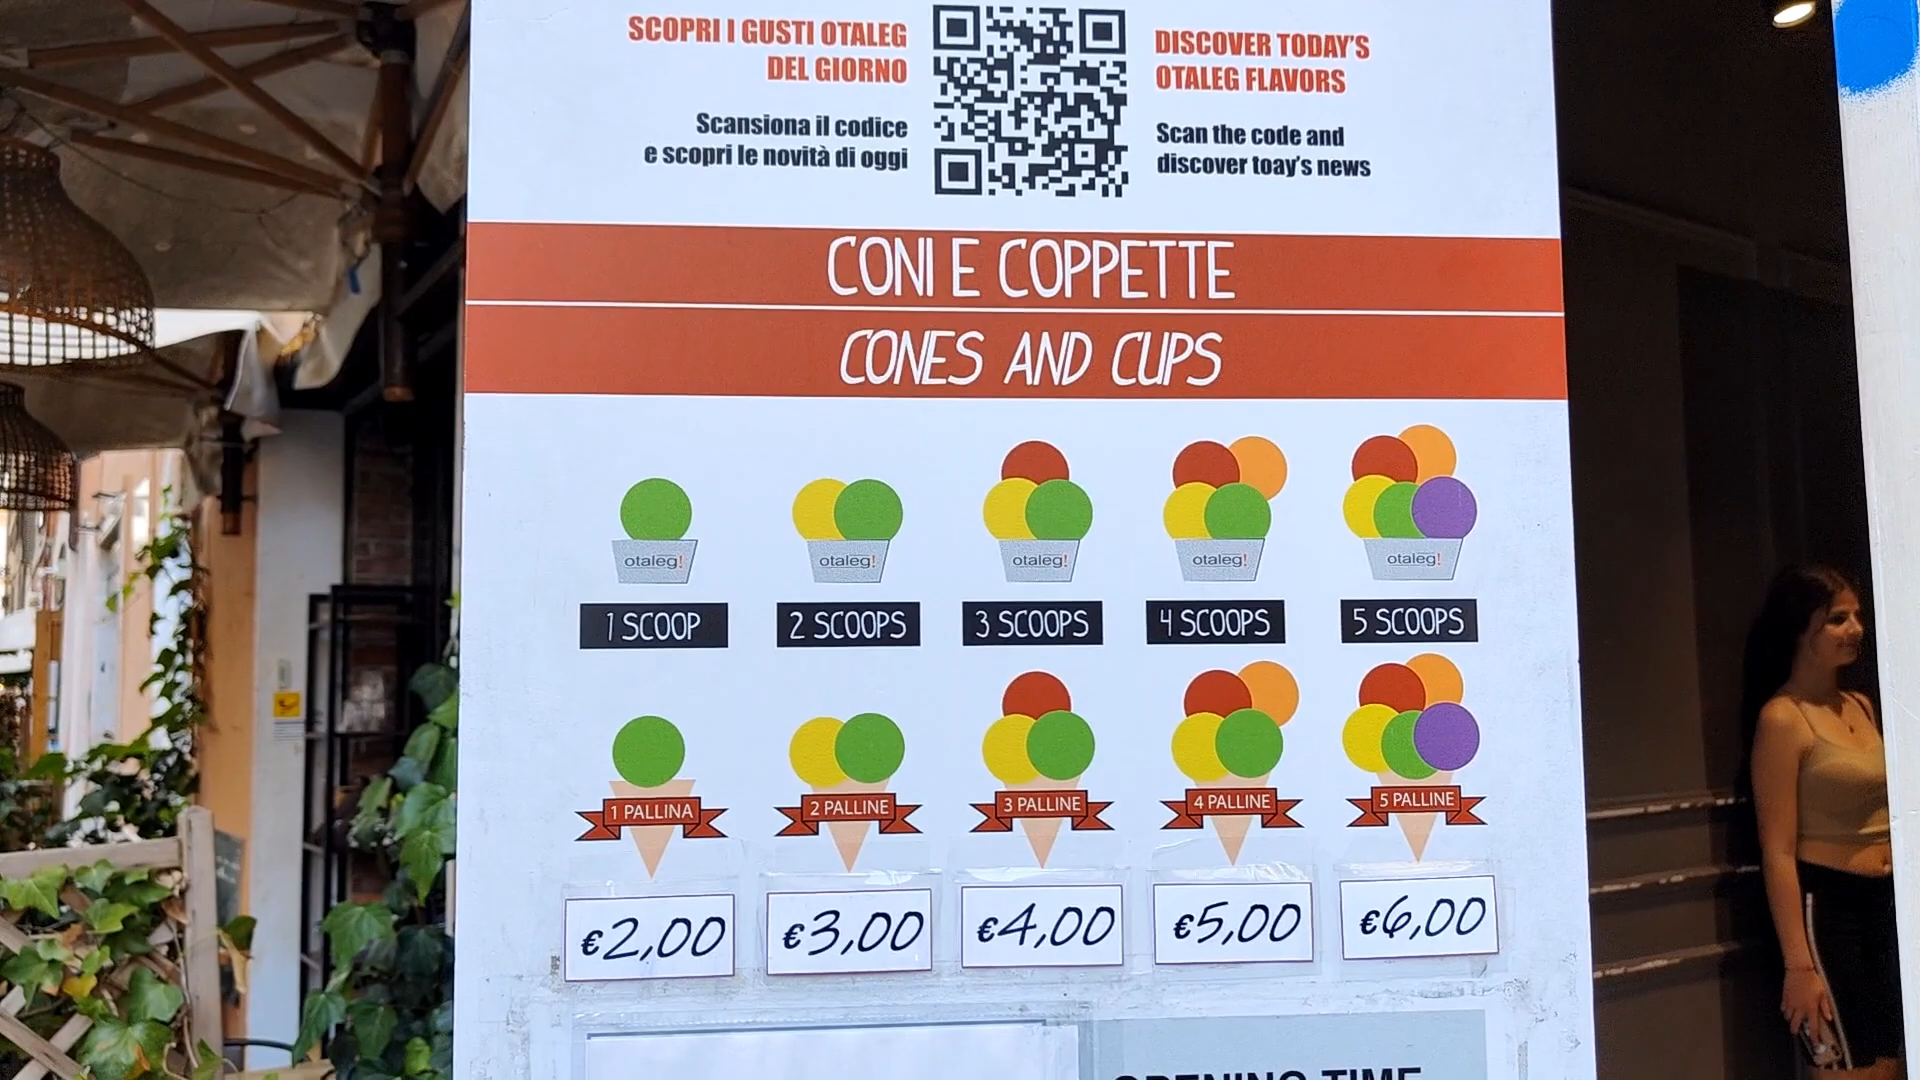 SCOPRI I GUSTI OTALEG
DEL GIORNO
Scansiona il codice
e scopri le novità di oggi
DISCOVER TODAY'S
OTALEG FLAVORS
Scan the code and
discover toay's news
CONI E COPPETTE
CONES AND CUPS
otaleg!
otaleg!
otaleg!
otaleg!
otaleg!
1 SCOOP
2 SCOOPS
3 SCOOPS
4 SCOOPS
5 SCOOPS
1 PALLINA
2 PALLINE
3 PALLINE
4 PALLINE
5 PALLINE
€2,00
€3,00
€4,00
€5,00
€6,00
OPENING TIME